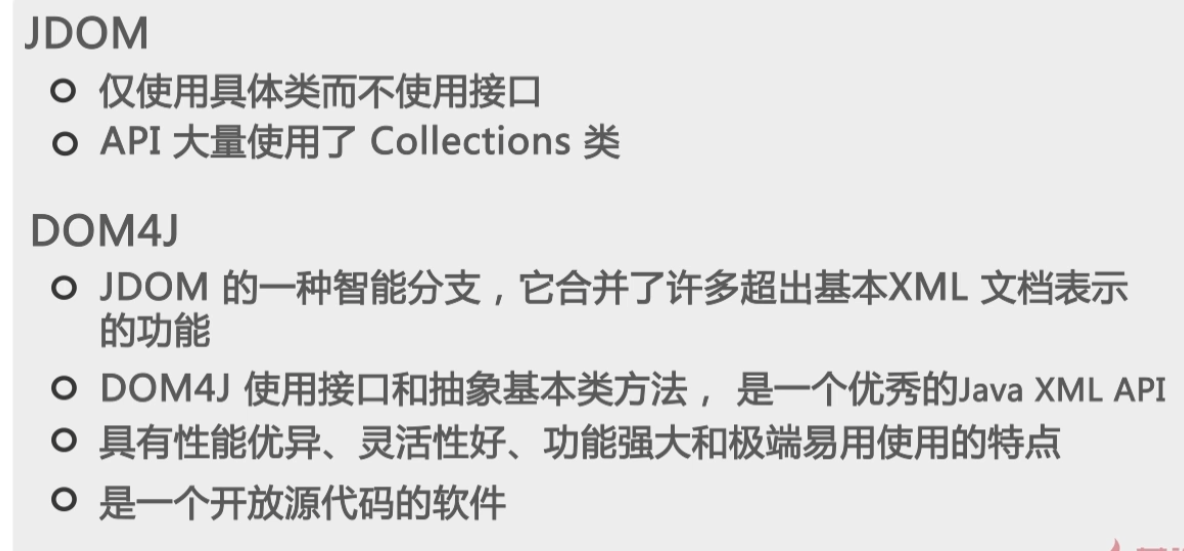 JDOM
仅使用具体类而不使用接口
API 大量使用了 Collections 类
DOM4J
JDOM 的一种智能分支，它合并了许多超出基本XML 文档表示
的功能
DOM4J 使用接口和抽象基本类方法， 是一个优秀的Java XML API
具有性能优异、灵活性好、功能强大和极端易用使用的特点
是一个开放源代码的软件